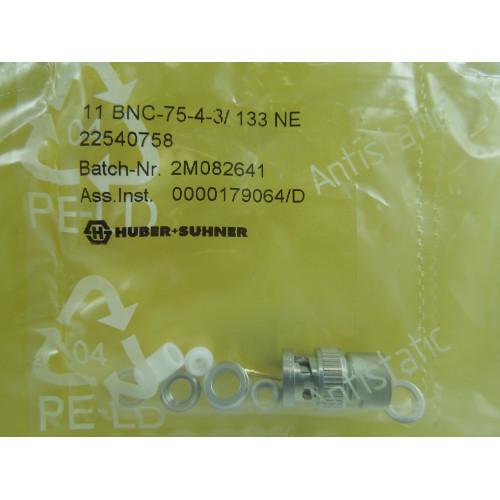 11 BNC-75-4-3/ 133 NE
22540758
Batch-Nr. 2M082641
Ass.Inst. 0000179064/D
HUBER+SUHNER
Antistatic
04
PE-LD
Antistatic
04
PE-LD